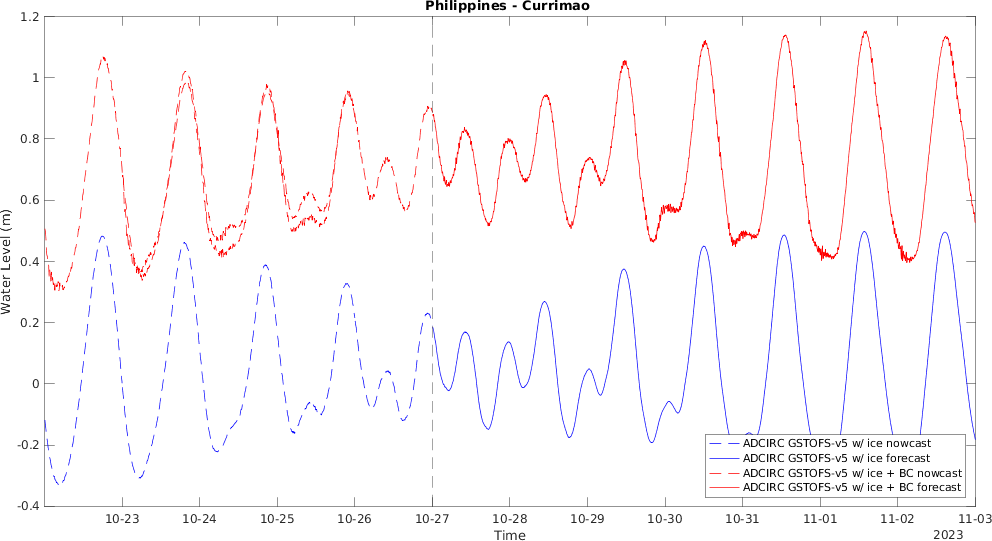 Philippines - Currimao
1.2
1
0.8
0.6
0.4
0.2
0
-0.2
-0.4
Water Level (m)
ADCIRC GSTOFS-v5 w/ ice nowcast
ADCIRC GSTOFS-v5 w/ ice forecast
ADCIRC GSTOFS-v5 w/ ice + BC nowcast
ADCIRC GSTOFS-v5 w/ ice + BC forecast
10-23 10-24 10-25 10-26 10-27 10-28 10-29 10-30 10-31 11-01 11-02 11-03
Time
2023